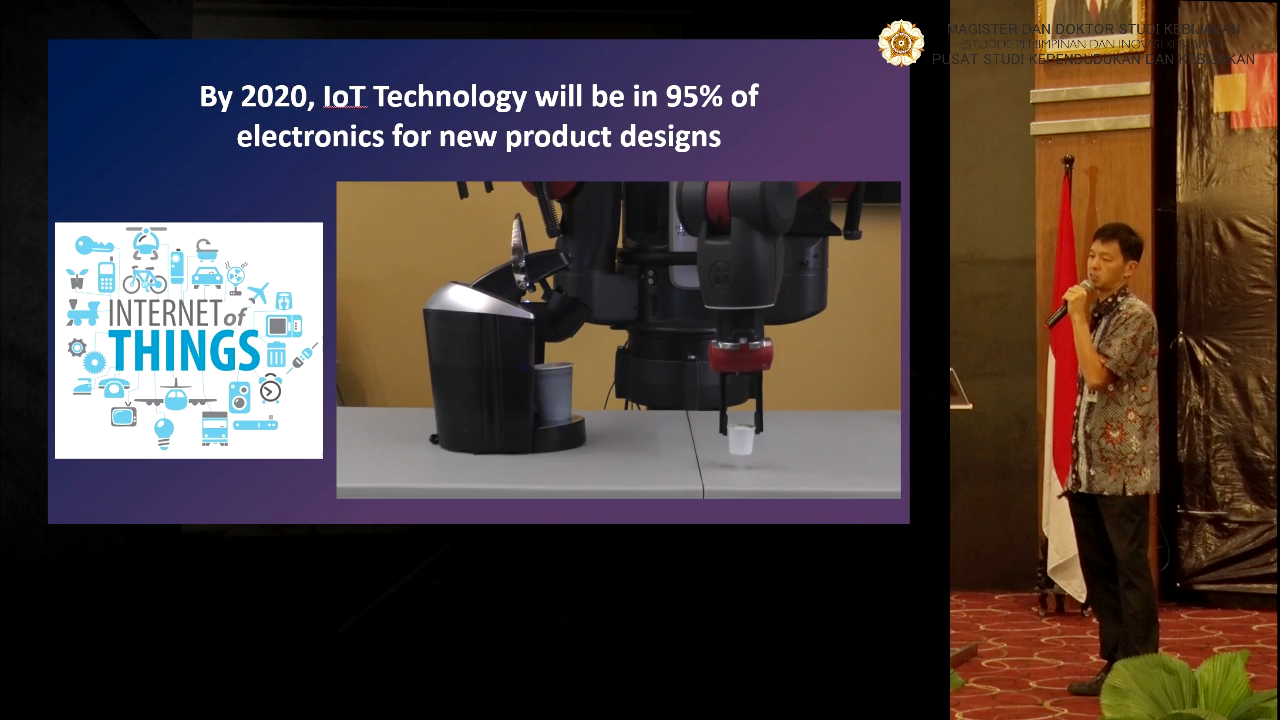 MAGISTER DAN DOKTOR STUDI KEBIJAKAN
PUSAT STUDI KEPENDUDUKAN DAN KEBIJAKAN
By 2020, IoT Technology will be in 95% of
electronics for new product designs
INTERNET of
THINGS